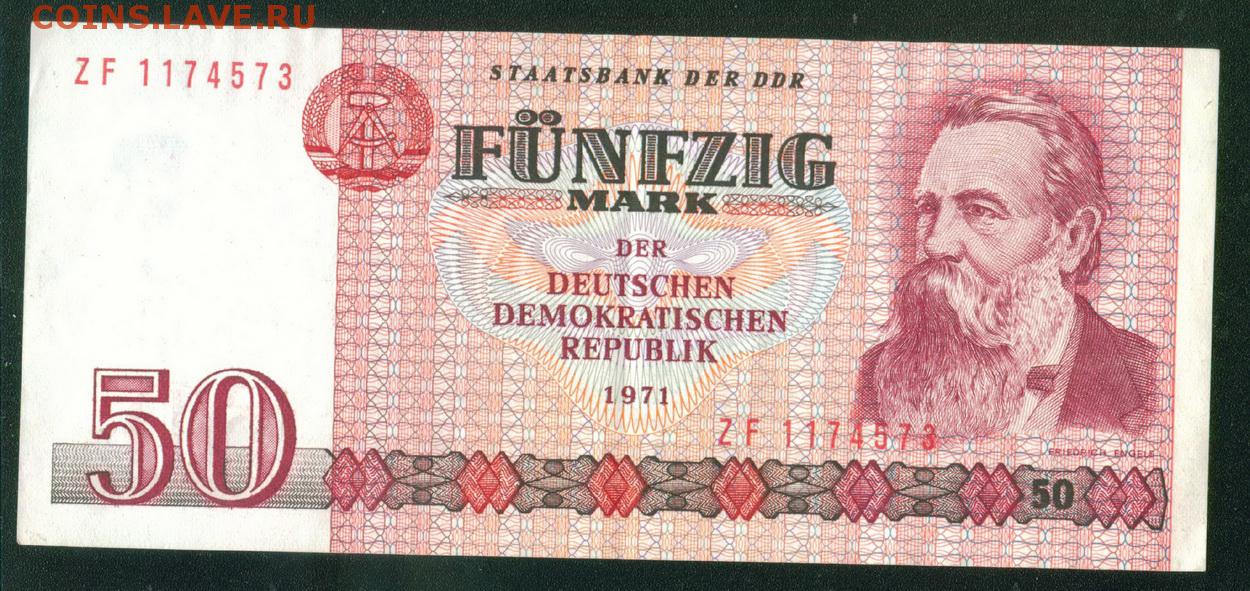 COINS.LAVE.RU
ZF 1174573
STAATSBANK DER DDR
FÜNFZIG
MARK
DER
DEUTSCHEN
DEMOKRATISCHEN
REPUBLIK
1971
ZF 1174573
FRIEDRICH ENGELS
50
50